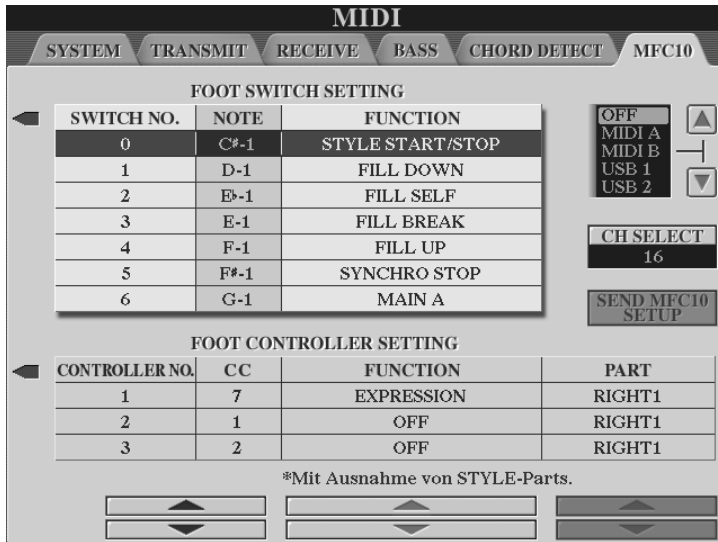 MIDI
SYSTEM TRANSMIT RECEIVE BASS CHORD DETECT MFC10
FOOT SWITCH SETTING
SWITCH NO. NOTE FUNCTION
0 C♯-1 STYLE START/STOP
1 D-1 FILL DOWN
2 E♭-1 FILL SELF
3 E-1 FILL BREAK
4 F-1 FILL UP
5 F♯-1 SYNCHRO STOP
6 G-1 MAIN A
OFF
MIDI A
MIDI B
USB 1
USB 2
CH SELECT
16
SEND MFC10
SETUP
FOOT CONTROLLER SETTING
CONTROLLER NO. CC FUNCTION PART
1 7 EXPRESSION RIGHT1
2 1 OFF RIGHT1
3 2 OFF RIGHT1
*Mit Ausnahme von STYLE-Parts.